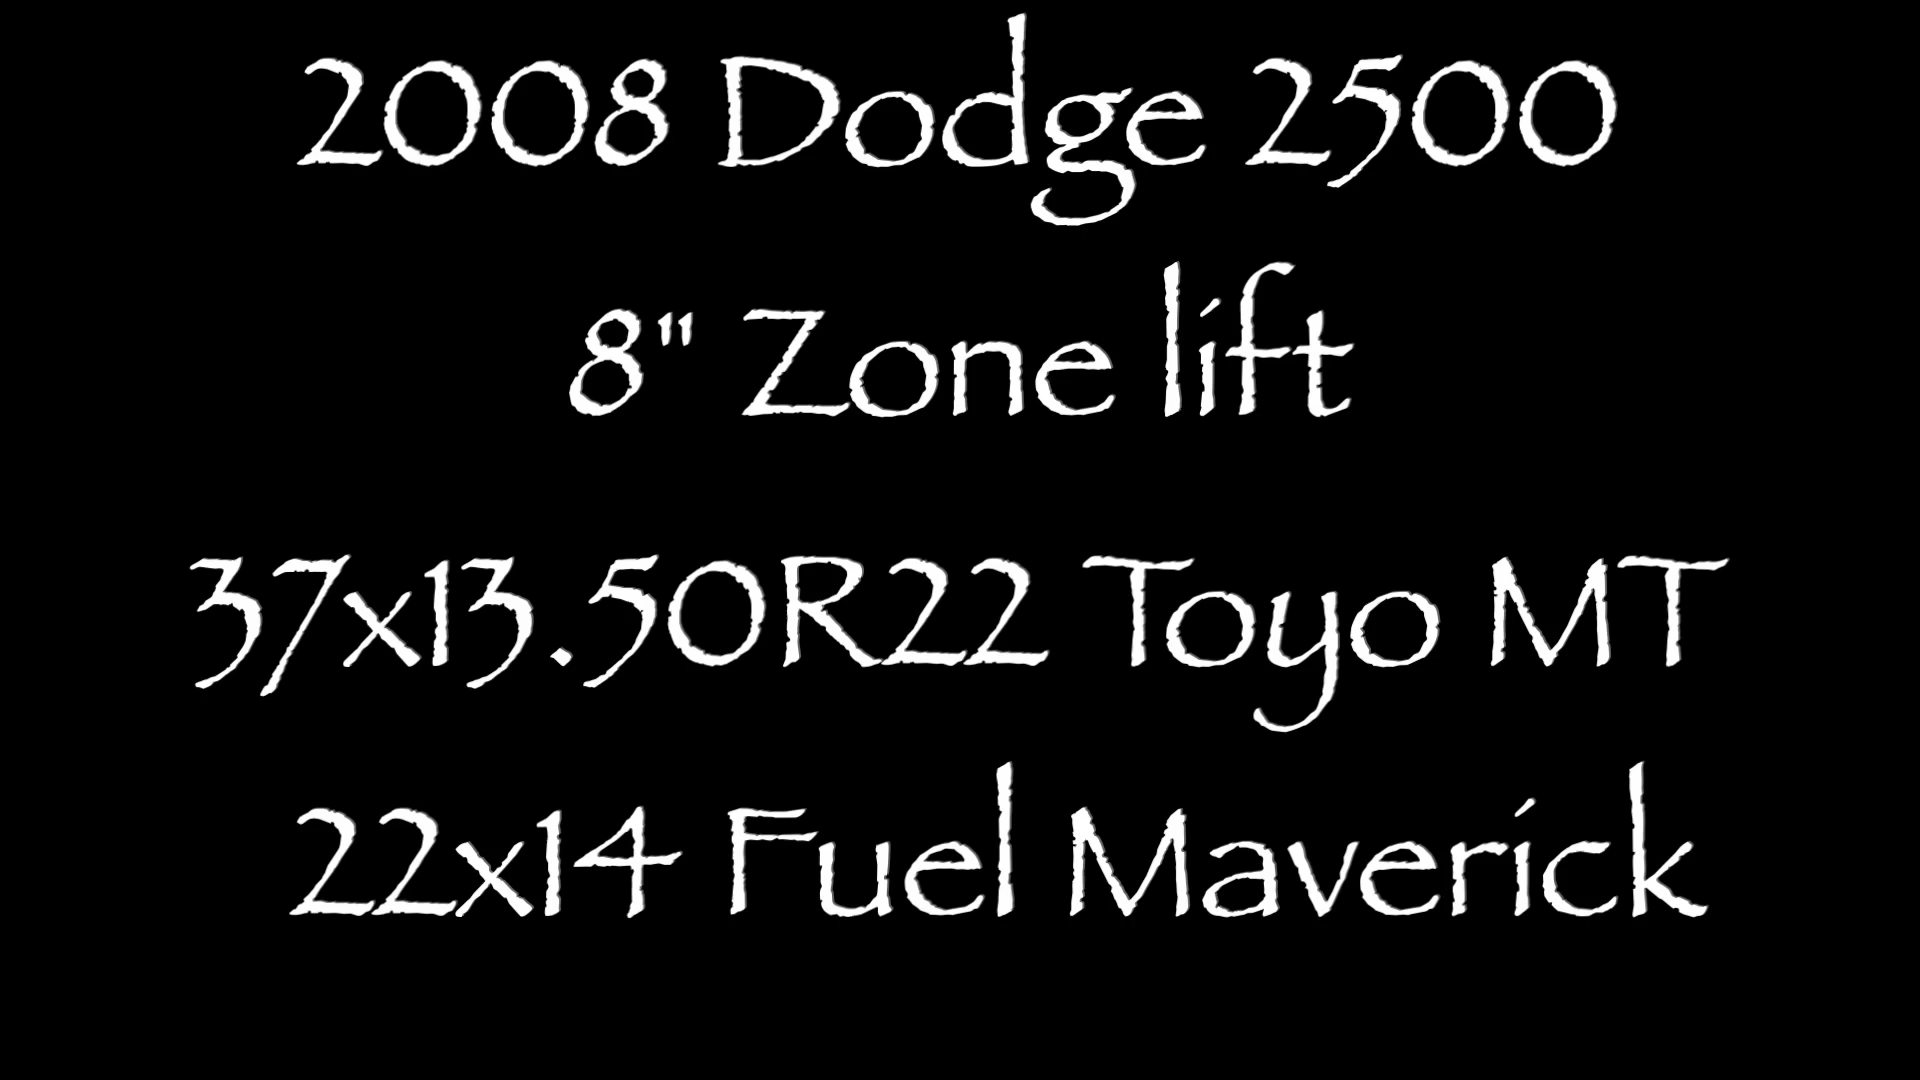 2008 Dodge 2500
8" Zone lift
37x13.50R22 Toyo MT
22x14 Fuel Maverick